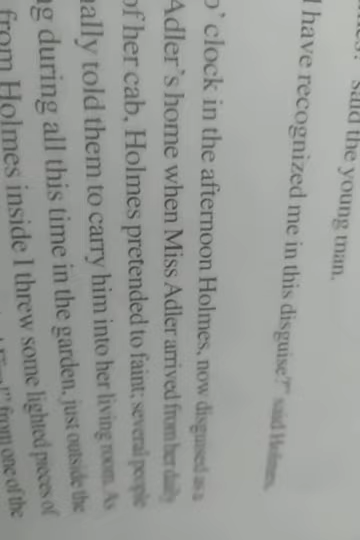 said the young man.
I have recognized me in this disguise?" said Holmes.
o'clock in the afternoon Holmes, now disguised as a
Adler's home when Miss Adler arrived from her daily
of her cab, Holmes pretended to faint; several people
ally told them to carry him into her living room. As
ng during all this time in the garden, just outside the
from Holmes inside I threw some lighted pieces of
from one of the